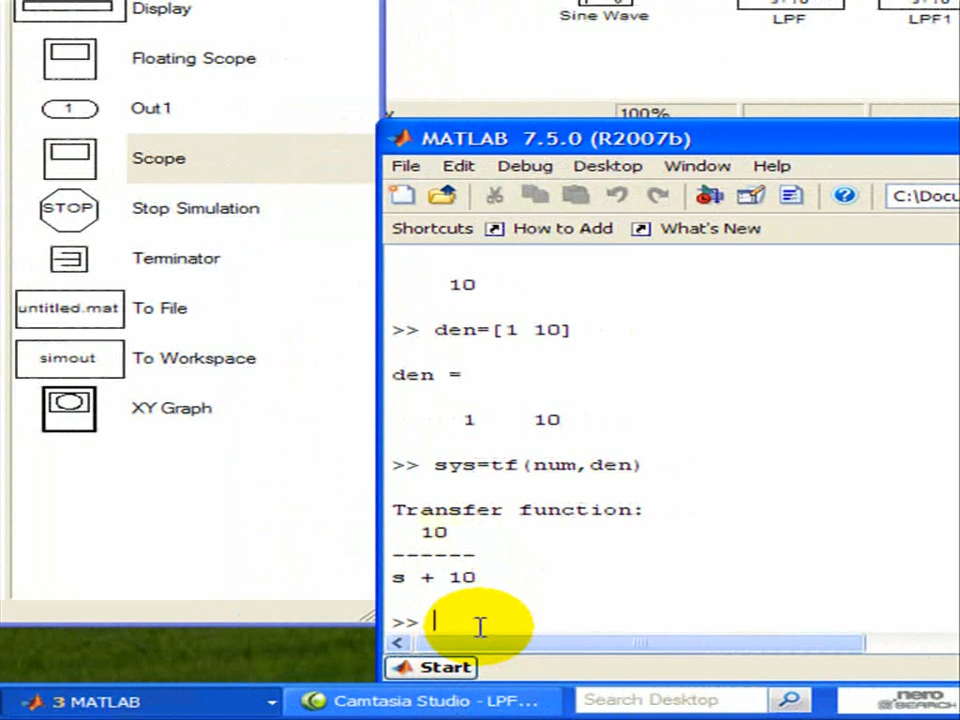 Display
Floating Scope
1
Out1
Scope
STOP
Stop Simulation
Terminator
untitled.mat
To File
simout
To Workspace
XY Graph
Sine Wave
LPF
LPF1
100%
MATLAB 7.5.0 (R2007b)
File Edit Debug Desktop Window Help
C:\Docu
Shortcuts How to Add What's New
10
>> den=[1 10]
den =
1 10
>> sys=tf(num,den)
Transfer function:
10
------
s + 10
>>
Start
3 MATLAB
Camtasia Studio - LPF...
Search Desktop
nero
SEARCH